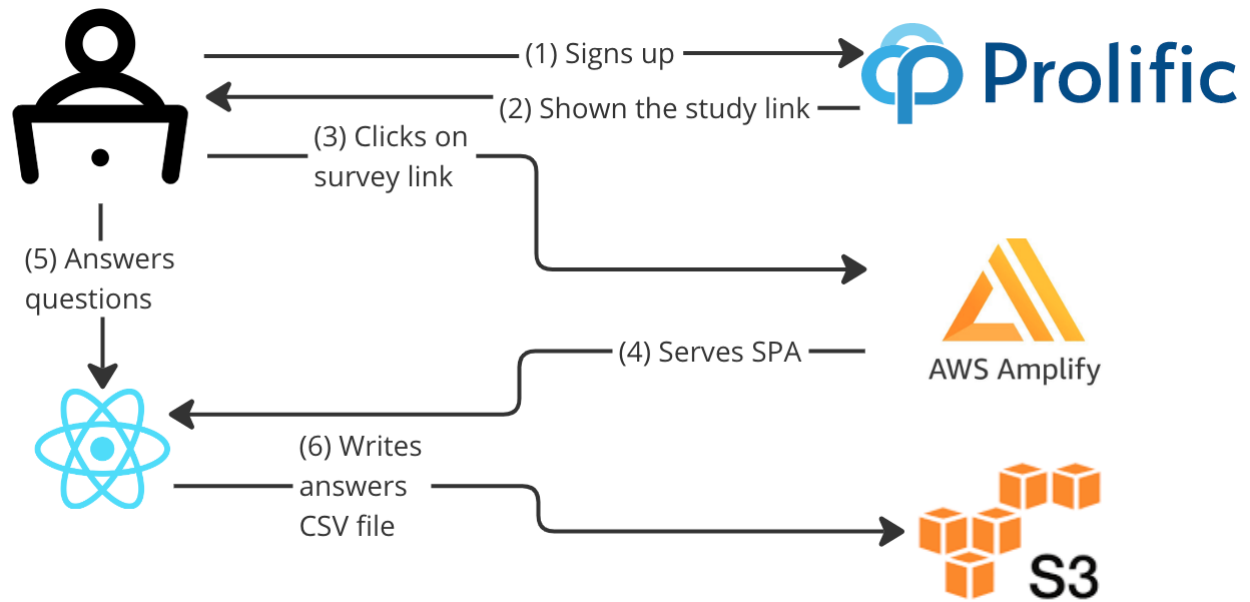 (1) Signs up
Prolific
(2) Shown the study link
(3) Clicks on
survey link
(5) Answers
questions
(4) Serves SPA
AWS Amplify
(6) Writes
answers
CSV file
S3